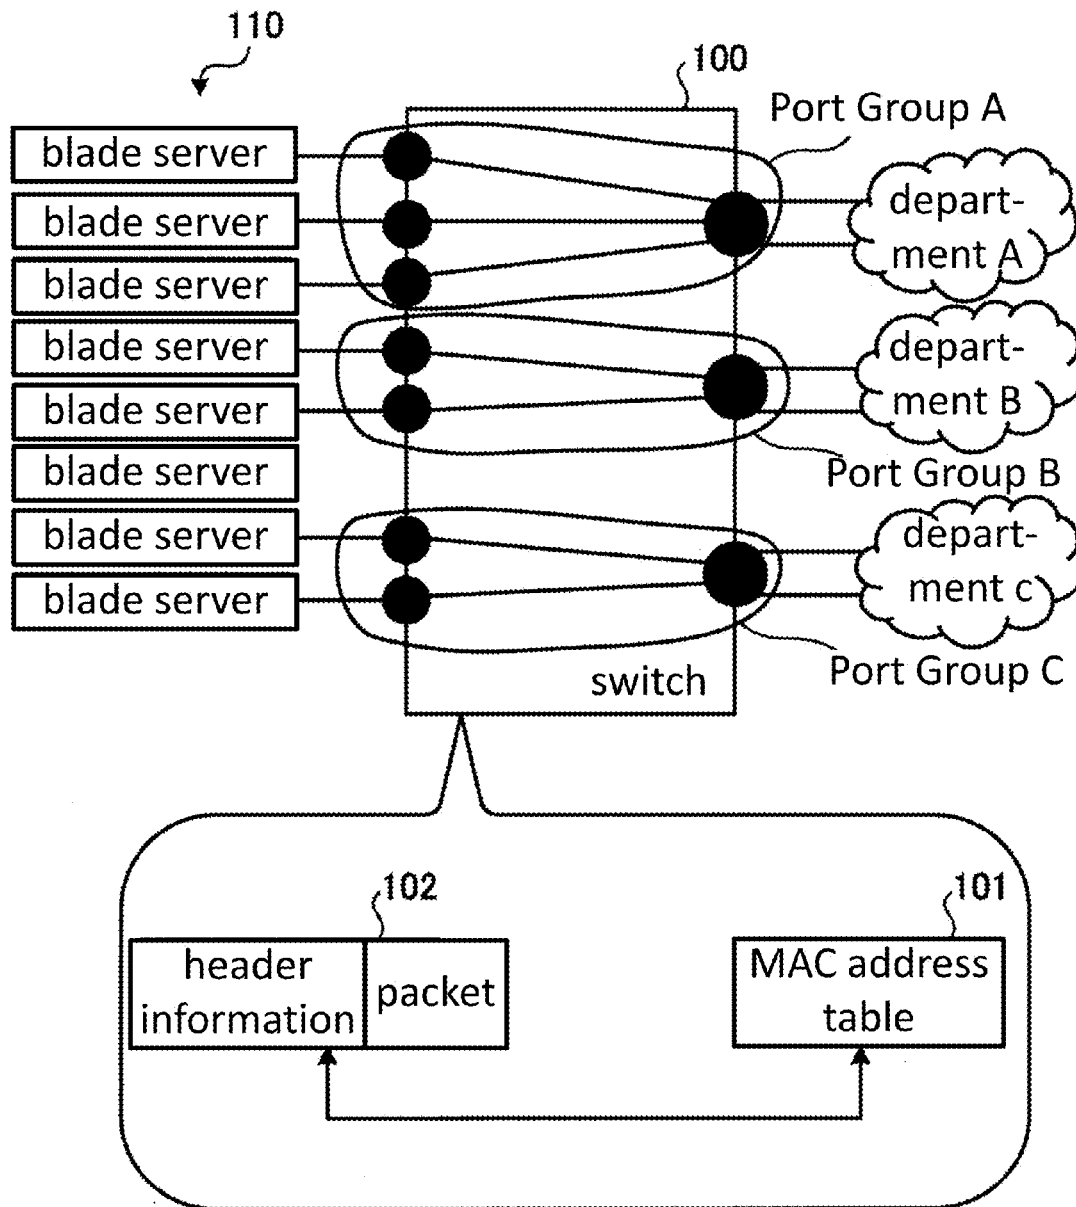 110
100
Port Group A
blade server
blade server
blade server
blade server
blade server
blade server
blade server
blade server
depart-
ment A
depart-
ment B
Port Group B
depart-
ment c
Port Group C
switch
102
101
header
information
packet
MAC address
table